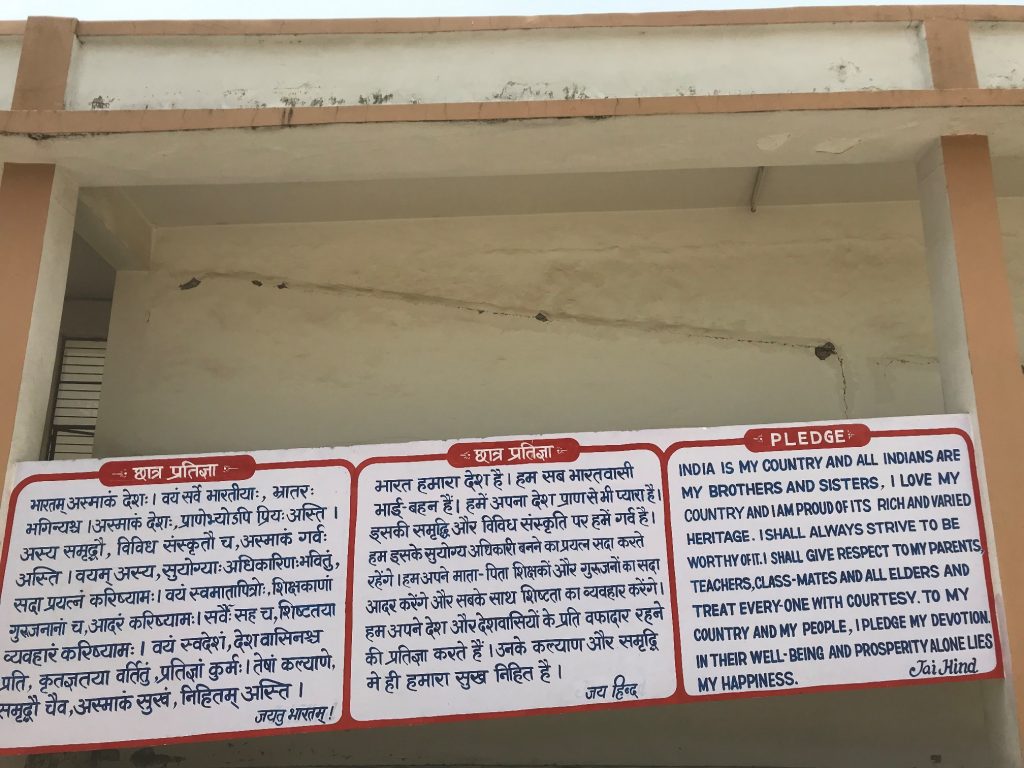 छात्र प्रतिज्ञा
भारतम् अस्माकं देशः। वयं सर्वे भारतीयाः, भ्रातरः
भगिन्यश्च ।अस्माकं देशः, प्राणेभ्योऽपि प्रियः अस्ति ।
अस्य समृद्धौ, विविध संस्कृतौ च, अस्माकं गर्वः
अस्ति । वयम् अस्य, सुयोग्याः अधिकारिणः भवितुं,
सदा प्रयत्नं करिष्यामः। वयं स्वमातापित्रोः, शिक्षकाणां
गुरुजनानां च, आदरं करिष्यामः। सर्वैः सह च, शिष्टतया
व्यवहारं करिष्यामः । वयं स्वदेशं, देशवासिनश्च
प्रति, कृतज्ञतया वर्तितुं, प्रतिज्ञां कुर्मः। तेषां कल्याणे,
समृद्धौ चैव, अस्माकं सुखं, निहितम् अस्ति ।
जयतु भारतम् !
छात्र प्रतिज्ञा
भारत हमारा देश है । हम सब भारतवासी
भाई-बहन हैं । हमें अपना देश प्राण से भी प्यारा है।
इसकी समृद्धि और विविध संस्कृति पर हमें गर्व है।
हम इसके सुयोग्य अधिकारी बनने का प्रयत्न सदा करते
रहेंगे । हम अपने माता-पिता शिक्षकों और गुरुजनों का सदा
आदर करेंगे और सबके साथ शिष्टता का व्यवहार करेंगे।
हम अपने देश और देशवासियों के प्रति वफादार रहने
की प्रतिज्ञा करते हैं । उनके कल्याण और समृद्वि
मे ही हमारा सुख निहित है ।
जय हिन्द
PLEDGE
INDIA IS MY COUNTRY AND ALL INDIANS ARE
MY BROTHERS AND SISTERS, I LOVE MY
COUNTRY AND I AM PROUD OF ITS RICH AND VARIED
HERITAGE. I SHALL ALWAYS STRIVE TO BE
WORTHY OF IT. I SHALL GIVE RESPECT TO MY PARENTS,
TEACHERS, CLASS-MATES AND ALL ELDERS AND
TREAT EVERY-ONE WITH COURTESY. TO MY
COUNTRY AND MY PEOPLE, I PLEDGE MY DEVOTION.
IN THEIR WELL-BEING AND PROSPERITY ALONE LIES
MY HAPPINESS.
Jai Hind